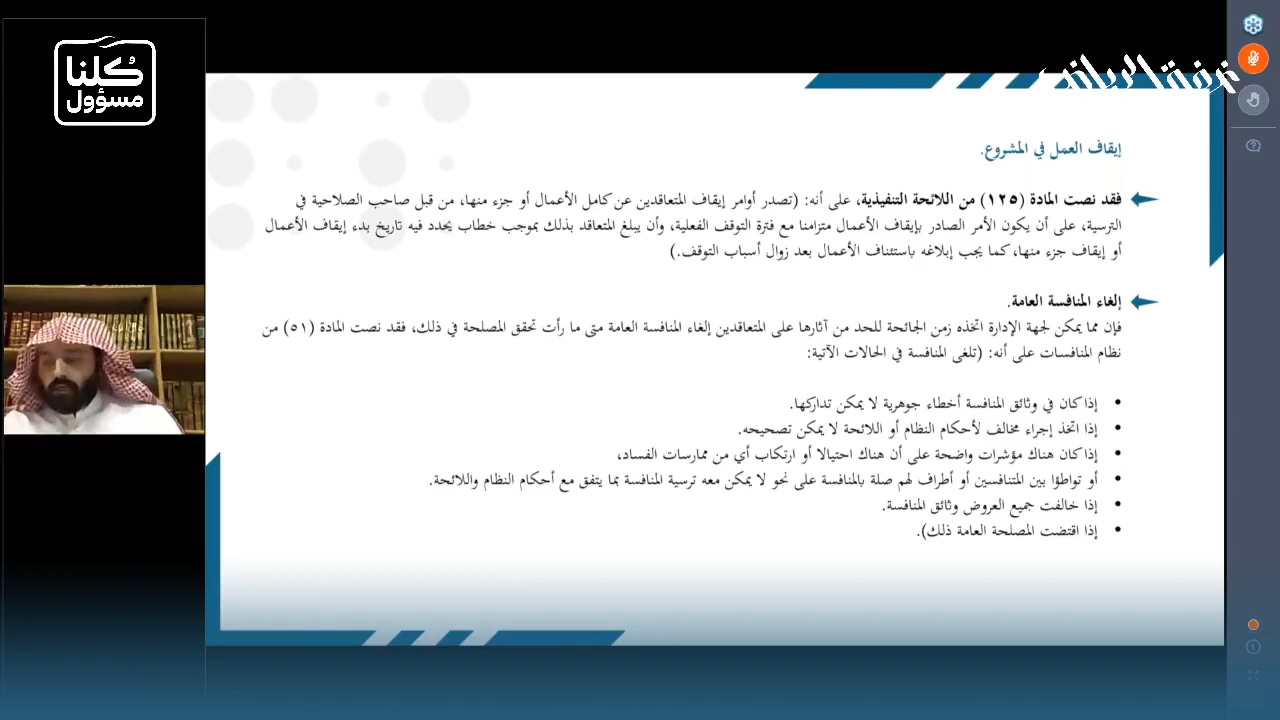 كُلنا
مسؤول
غرفة الرياض
إيقاف العمل في المشروع.
فقد نصت المادة (١٢٥) من اللائحة التنفيذية، على أنه: (تصدر أوامر إيقاف المتعاقدين عن كامل الأعمال أو جزء منها، من قبل صاحب الصلاحية في
الترسية، على أن يكون الأمر الصادر بإيقاف الأعمال متزامنا مع فترة التوقف الفعلية، وأن يبلغ المتعاقد بذلك بموجب خطاب يحدد فيه تاريخ بدء إيقاف الأعمال
أو إيقاف جزء منها، كما يجب إبلاغه باستئناف الأعمال بعد زوال أسباب التوقف.)
إلغاء المنافسة العامة.
فإن مما يمكن لجهة الإدارة اتخذه زمن الجائحة للحد من آثارها على المتعاقدين إلغاء المنافسة العامة متى ما رأت تحقق المصلحة في ذلك، فقد نصت المادة (٥١) من
نظام المنافسات على أنه: (تلغى المنافسة في الحالات الآتية:
• إذا كان في وثائق المنافسة أخطاء جوهرية لا يمكن تداركها.
• إذا اتخذ إجراء مخالف لأحكام النظام أو اللائحة لا يمكن تصحيحه.
• إذا كان هناك مؤشرات واضحة على أن هناك احتيالا أو ارتكاب أي من ممارسات الفساد،
• أو تواطؤا بين المتنافسين أو أطراف لهم صلة بالمنافسة على نحو لا يمكن معه ترسية المنافسة بما يتفق مع أحكام النظام واللائحة.
• إذا خالفت جميع العروض وثائق المنافسة.
• إذا اقتضت المصلحة العامة ذلك).